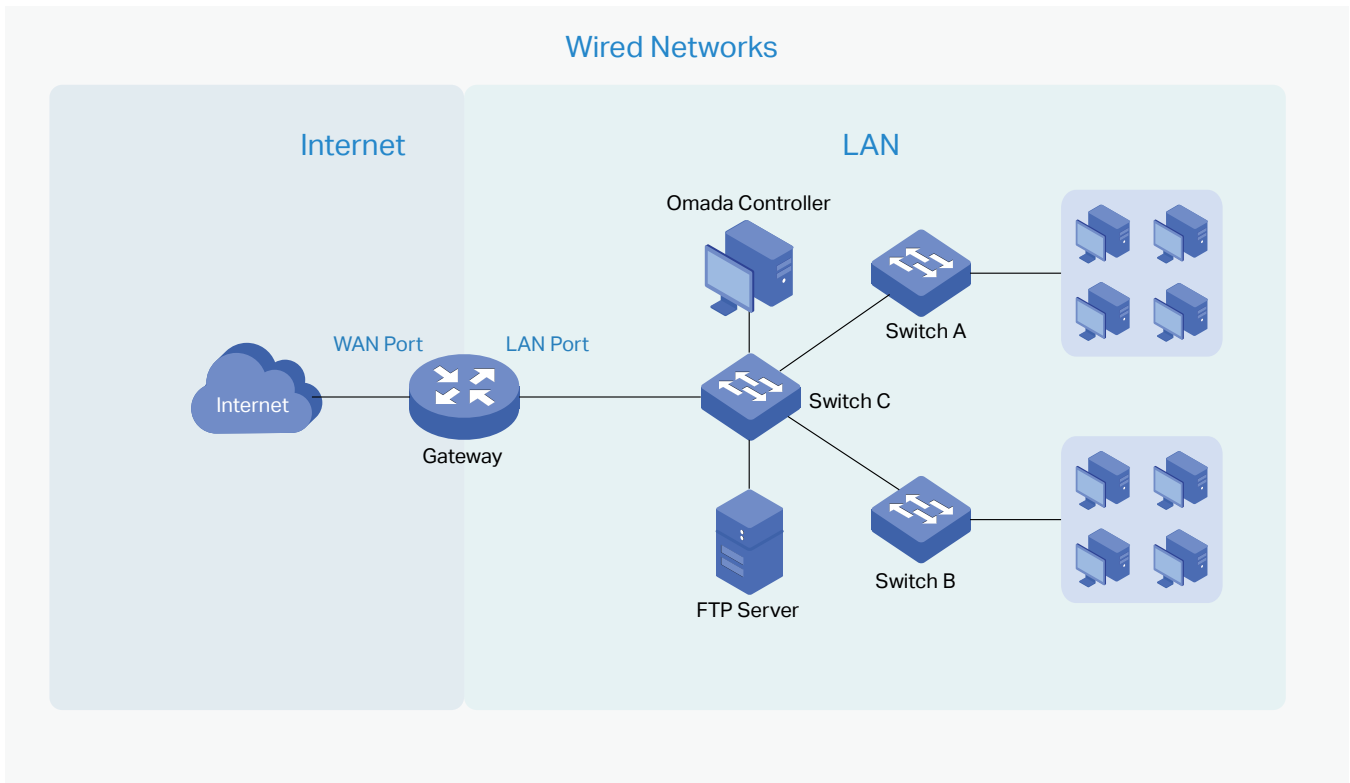 Wired Networks
Internet
LAN
Omada Controller
Switch A
WAN Port
LAN Port
Internet
Switch C
Gateway
Switch B
FTP Server